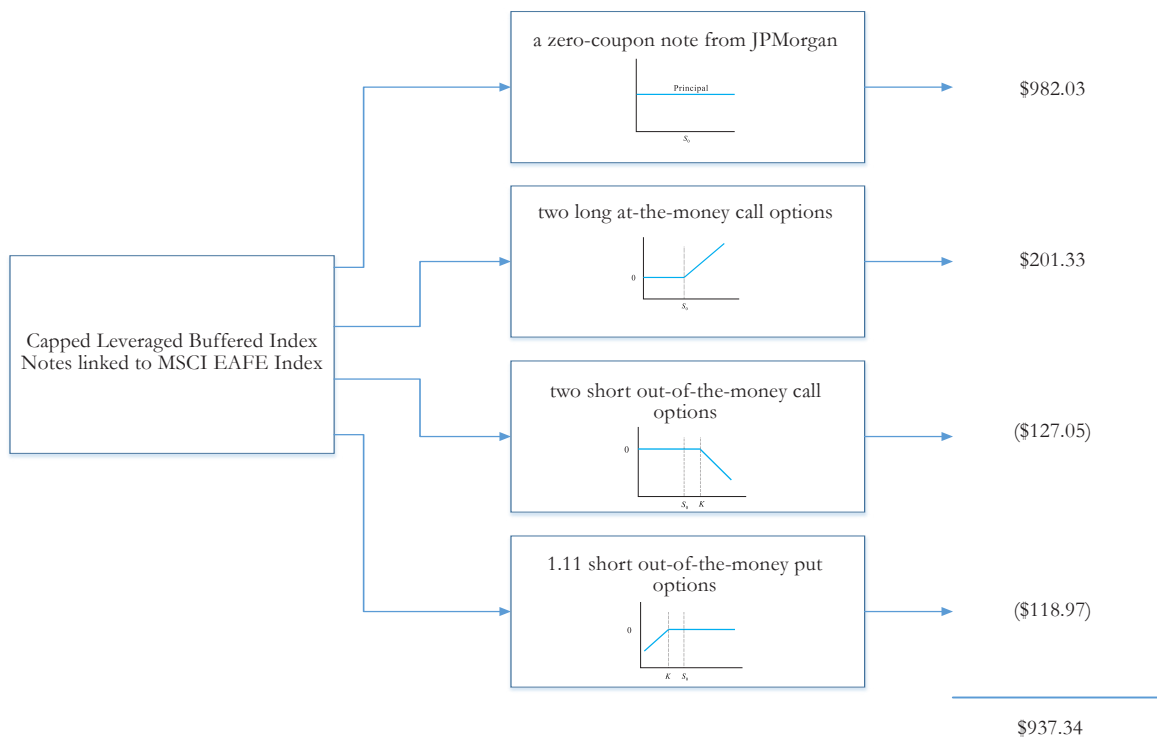 a zero-coupon note from JPMorgan
Principal
S₀
$982.03
two long at-the-money call options
0
S₀
$201.33
Capped Leveraged Buffered Index
Notes linked to MSCI EAFE Index
two short out-of-the-money call
options
0
S₀ K
($127.05)
1.11 short out-of-the-money put
options
0
K S₀
($118.97)
$937.34